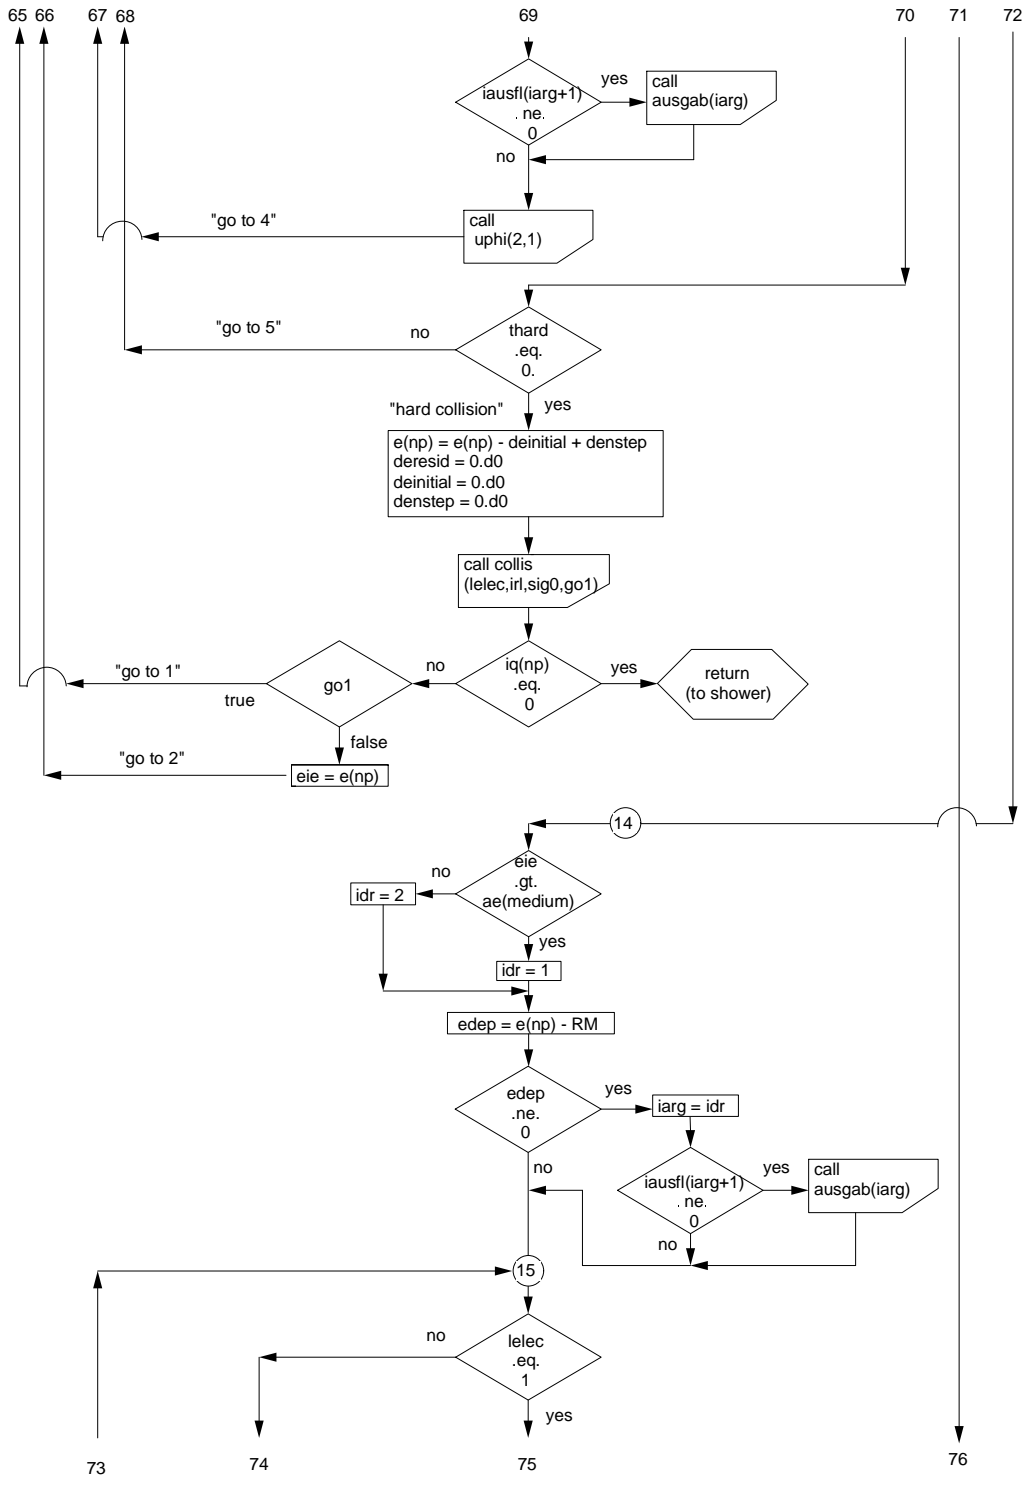 65 66 67 68 69 70 71 72
iausfl(iarg+1)
. ne.
0
yes
call
ausgab(iarg)
no
"go to 4"
call
uphi(2,1)
"go to 5"
no
thard
.eq.
0.
"hard collision"
yes
e(np) = e(np) - deinitial + denstep
deresid = 0.d0
deinitial = 0.d0
denstep = 0.d0
call collis
(lelec,irl,sig0,go1)
"go to 1"
true
go1
no
iq(np)
.eq.
0
yes
return
(to shower)
false
"go to 2"
eie = e(np)
14
eie
.gt.
ae(medium)
no
idr = 2
yes
idr = 1
edep = e(np) - RM
edep
.ne.
0
yes
iarg = idr
no
iausfl(iarg+1)
. ne.
0
yes
call
ausgab(iarg)
no
15
no
lelec
.eq.
1
yes
73 74 75 76